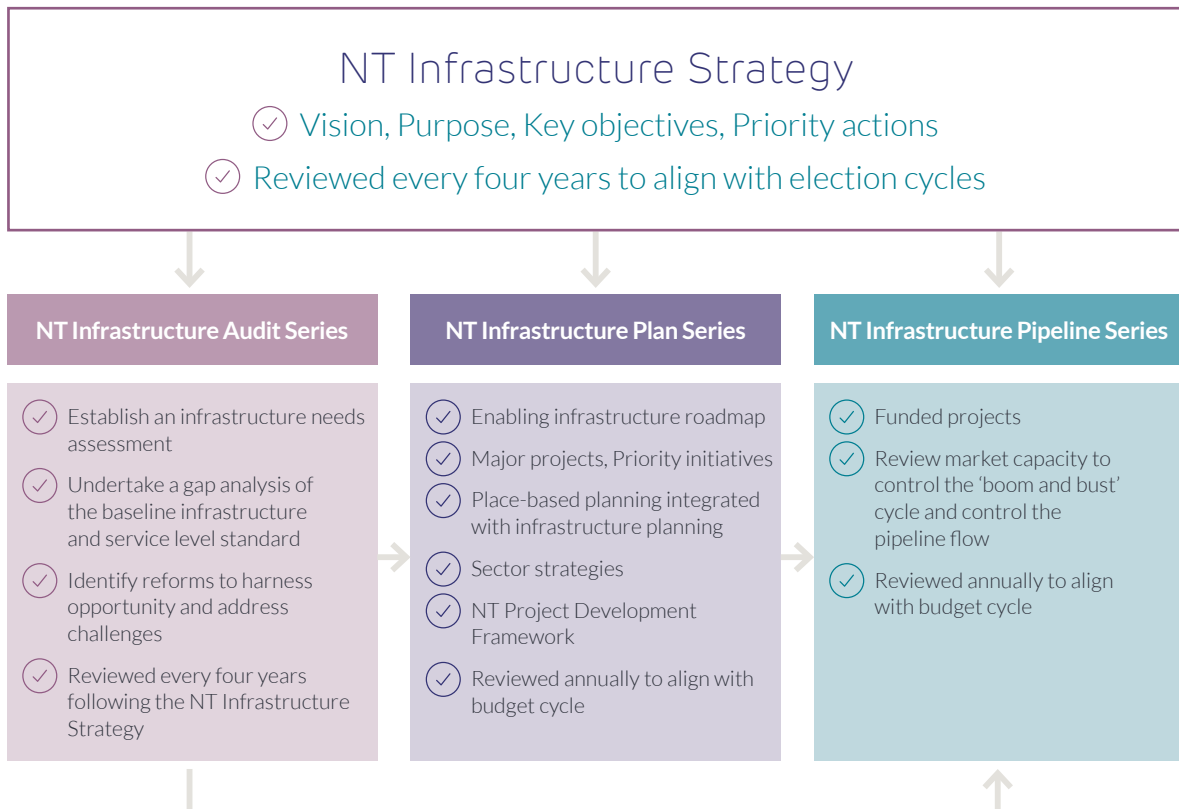 NT Infrastructure Strategy
Vision, Purpose, Key objectives, Priority actions
Reviewed every four years to align with election cycles
NT Infrastructure Audit Series
Establish an infrastructure needs
assessment
Undertake a gap analysis of
the baseline infrastructure
and service level standard
Identify reforms to harness
opportunity and address
challenges
Reviewed every four years
following the NT Infrastructure
Strategy
NT Infrastructure Plan Series
Enabling infrastructure roadmap
Major projects, Priority initiatives
Place-based planning integrated
with infrastructure planning
Sector strategies
NT Project Development
Framework
Reviewed annually to align with
budget cycle
NT Infrastructure Pipeline Series
Funded projects
Review market capacity to
control the ‘boom and bust’
cycle and control the
pipeline flow
Reviewed annually to align
with budget cycle